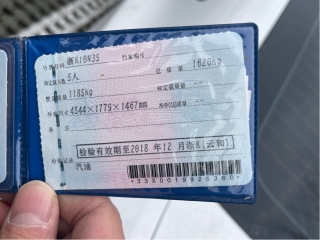 号牌号码 浙K10N35 档案编号
核定载人数 5人 总质量 1620kg
整备质量 1185kg 核定载质量
外廓尺寸 4544×1779×1467mm 准牵引总质量
备注
检验有效期至2018年12月浙K(云和)
检验记录 汽油